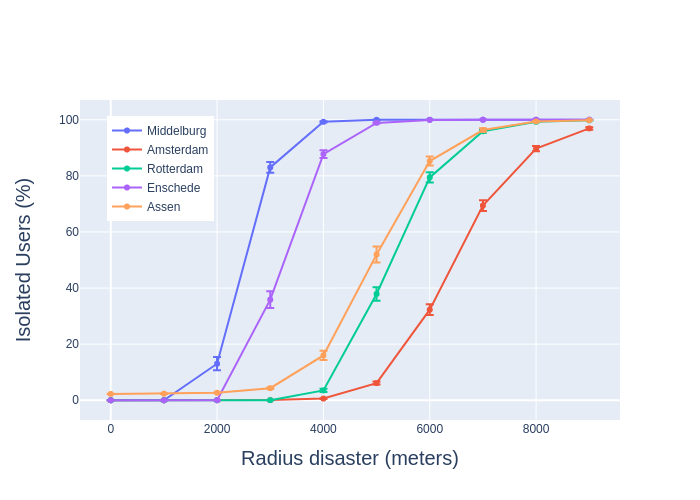 100
80
60
40
20
0
Isolated Users (%)
Middelburg
Amsterdam
Rotterdam
Enschede
Assen
0 2000 4000 6000 8000
Radius disaster (meters)